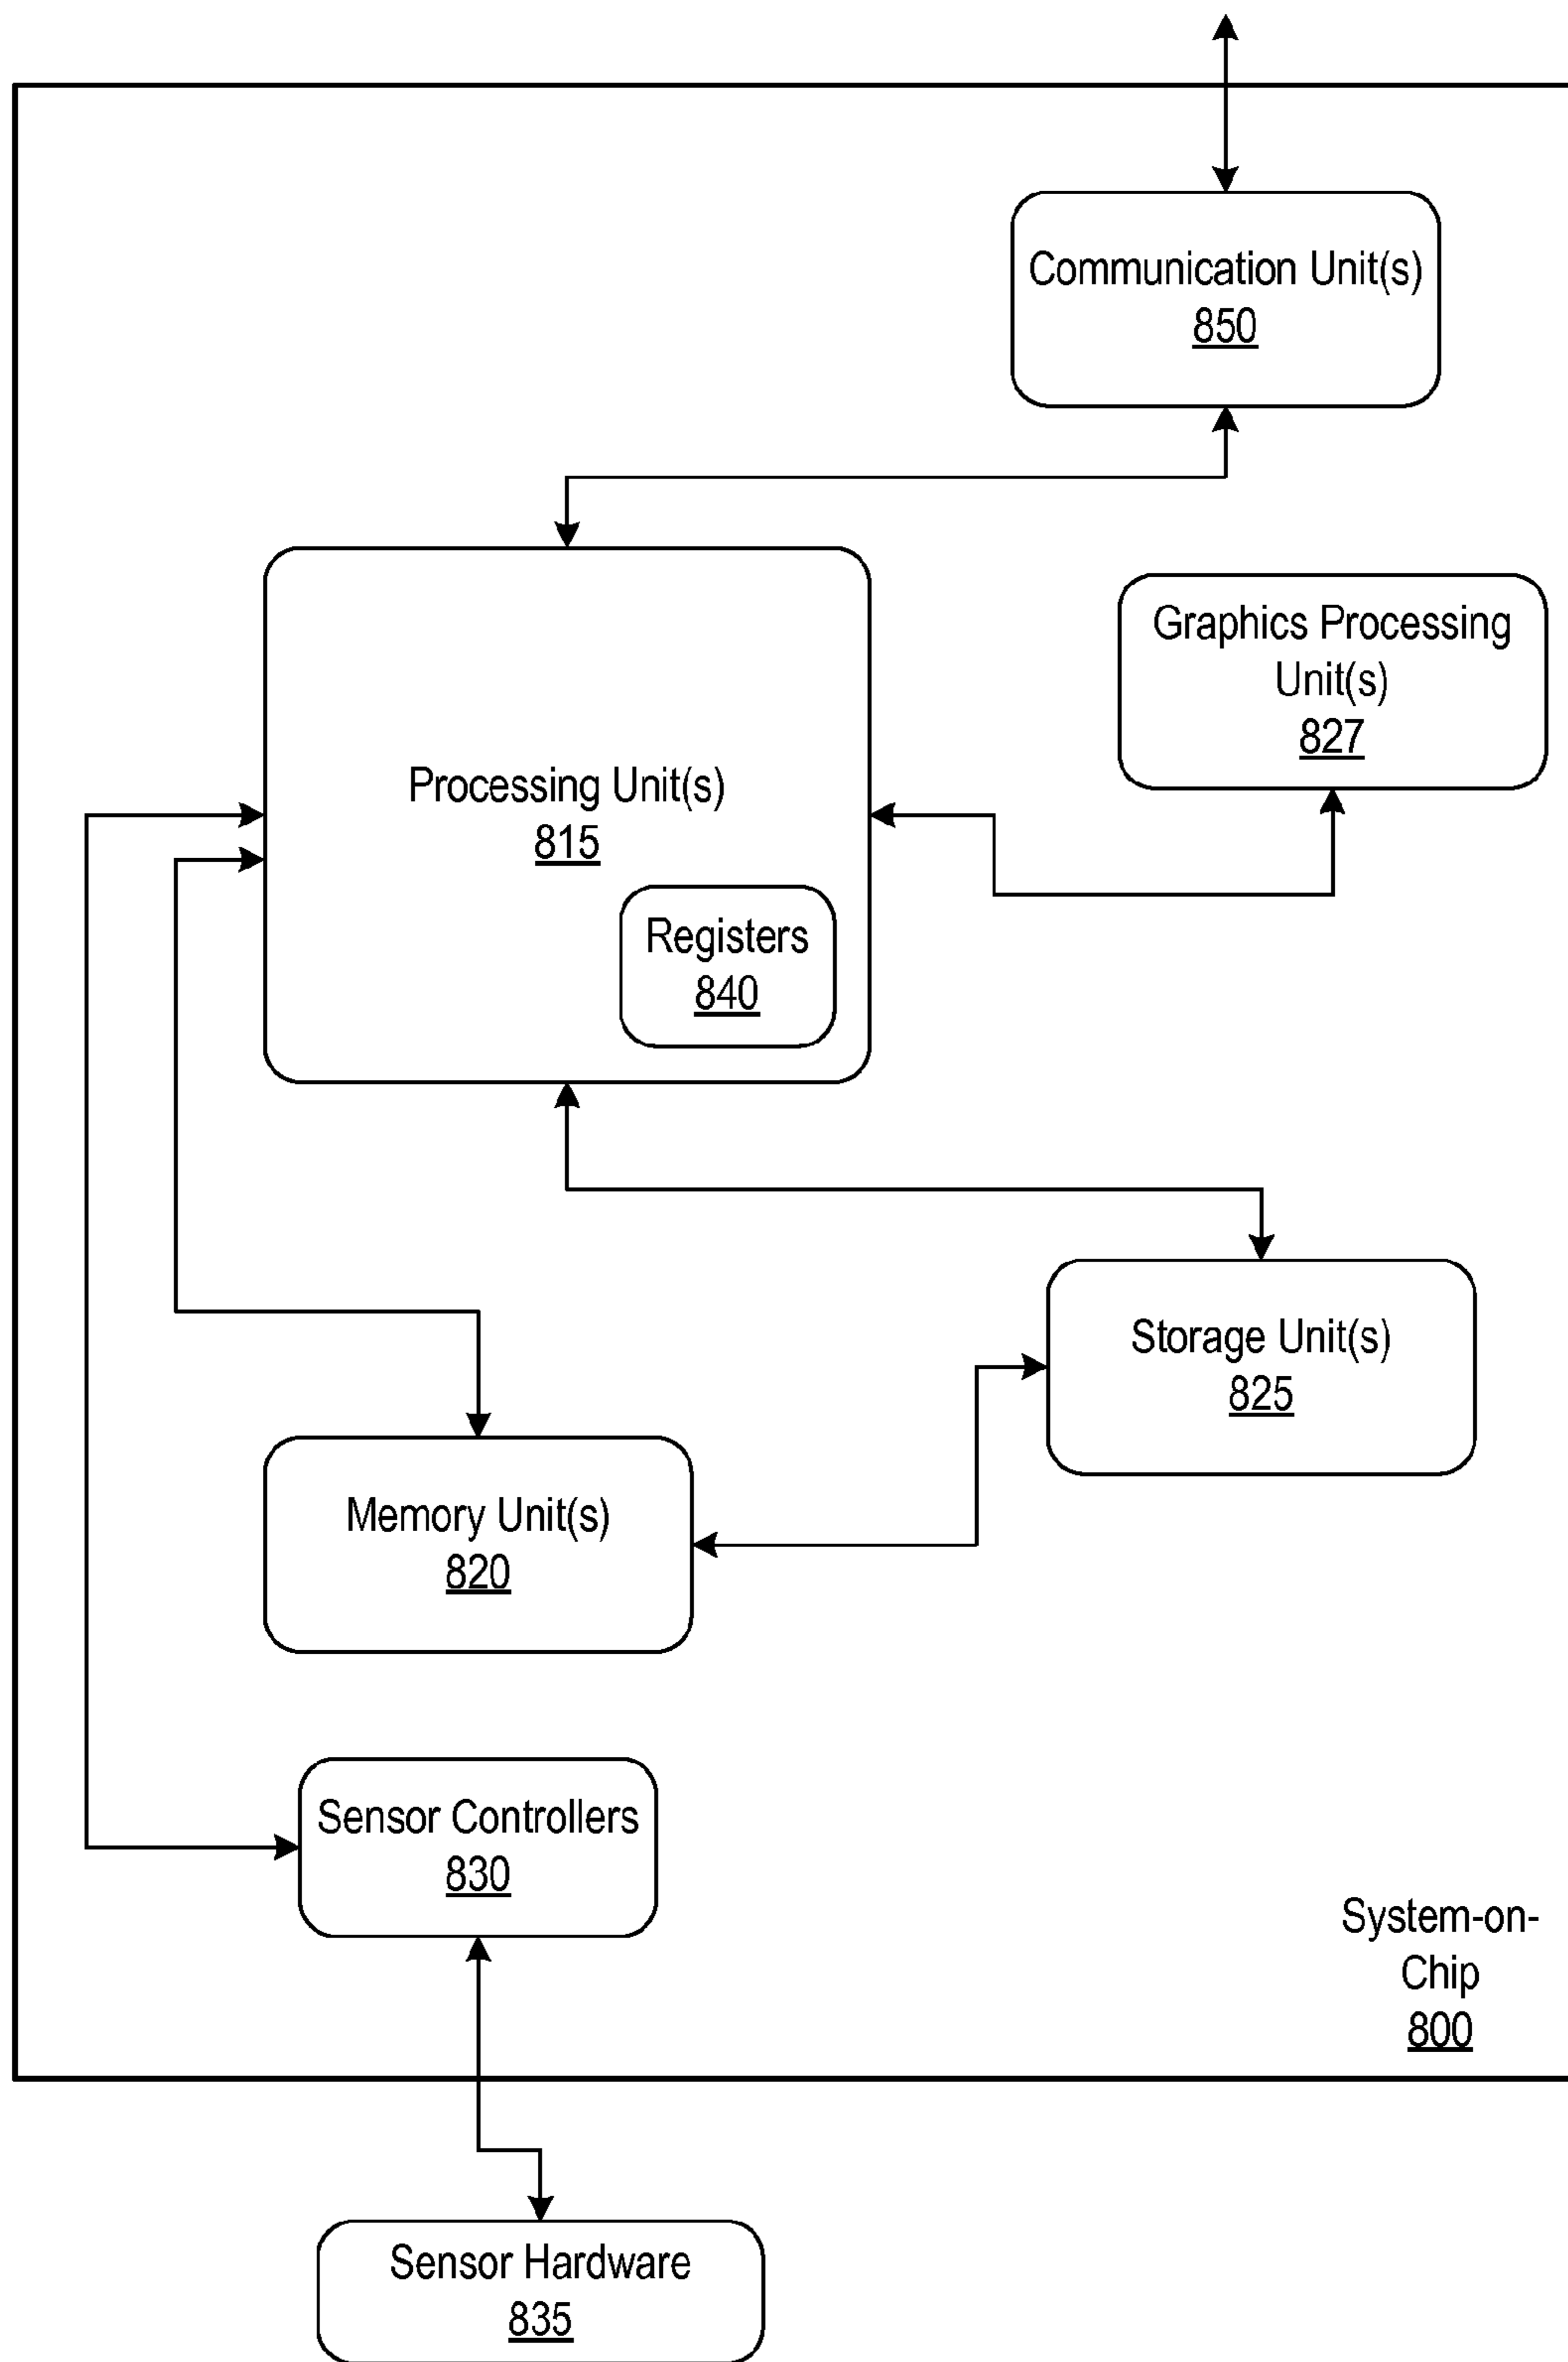 Communication Unit(s)
850
Graphics Processing
Unit(s)
827
Processing Unit(s)
815
Registers
840
Storage Unit(s)
825
Memory Unit(s)
820
Sensor Controllers
830
System-on-
Chip
800
Sensor Hardware
835